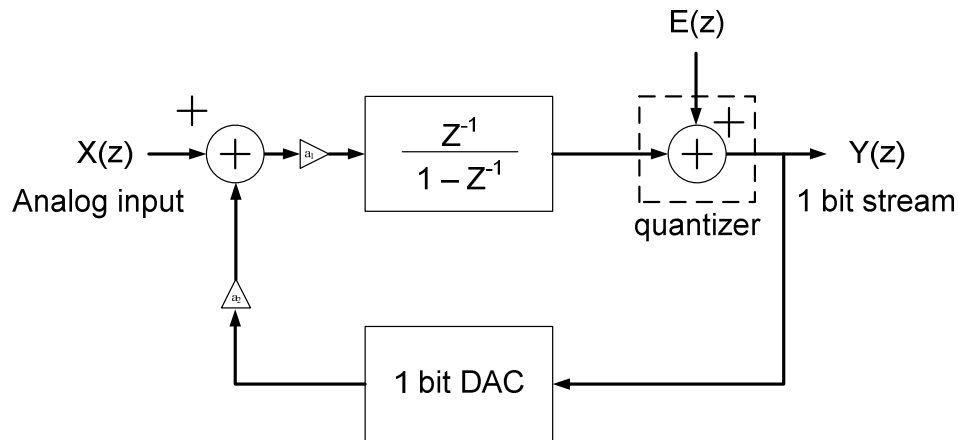 E(z)
+
X(z)
Analog input
+
a₁
Z⁻¹
1 – Z⁻¹
+
+
Y(z)
1 bit stream
quantizer
a₂
1 bit DAC